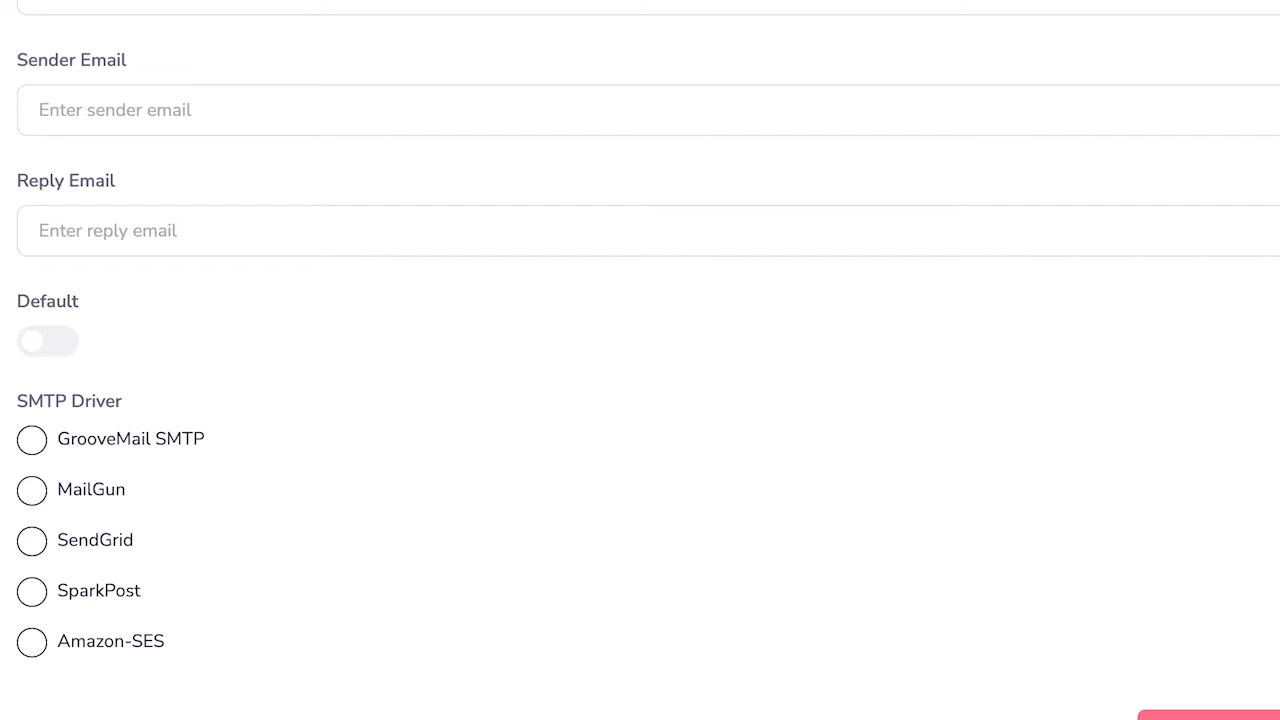 Sender Email
Enter sender email
Reply Email
Enter reply email
Default
SMTP Driver
GrooveMail SMTP
MailGun
SendGrid
SparkPost
Amazon-SES